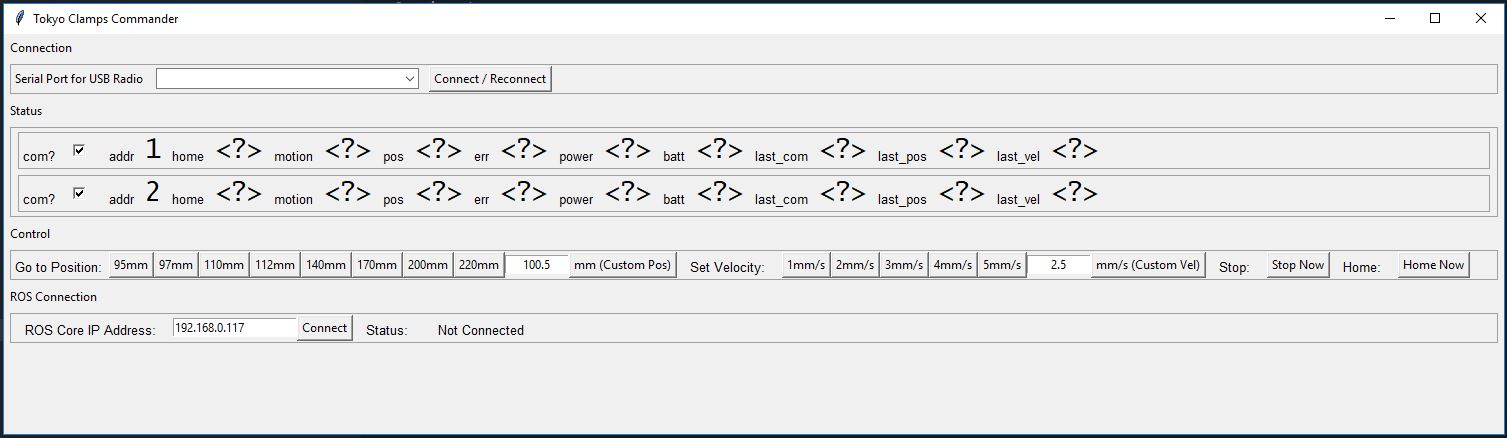 Tokyo Clamps Commander
Connection
Serial Port for USB Radio Connect / Reconnect
Status
com? addr 1 home <?> motion <?> pos <?> err <?> power <?> batt <?> last_com <?> last_pos <?> last_vel <?>
com? addr 2 home <?> motion <?> pos <?> err <?> power <?> batt <?> last_com <?> last_pos <?> last_vel <?>
Control
Go to Position: 95mm 97mm 110mm 112mm 140mm 170mm 200mm 220mm 100.5 mm (Custom Pos) Set Velocity: 1mm/s 2mm/s 3mm/s 4mm/s 5mm/s 2.5 mm/s (Custom Vel) Stop: Stop Now Home: Home Now
ROS Connection
ROS Core IP Address: 192.168.0.117 Connect Status: Not Connected